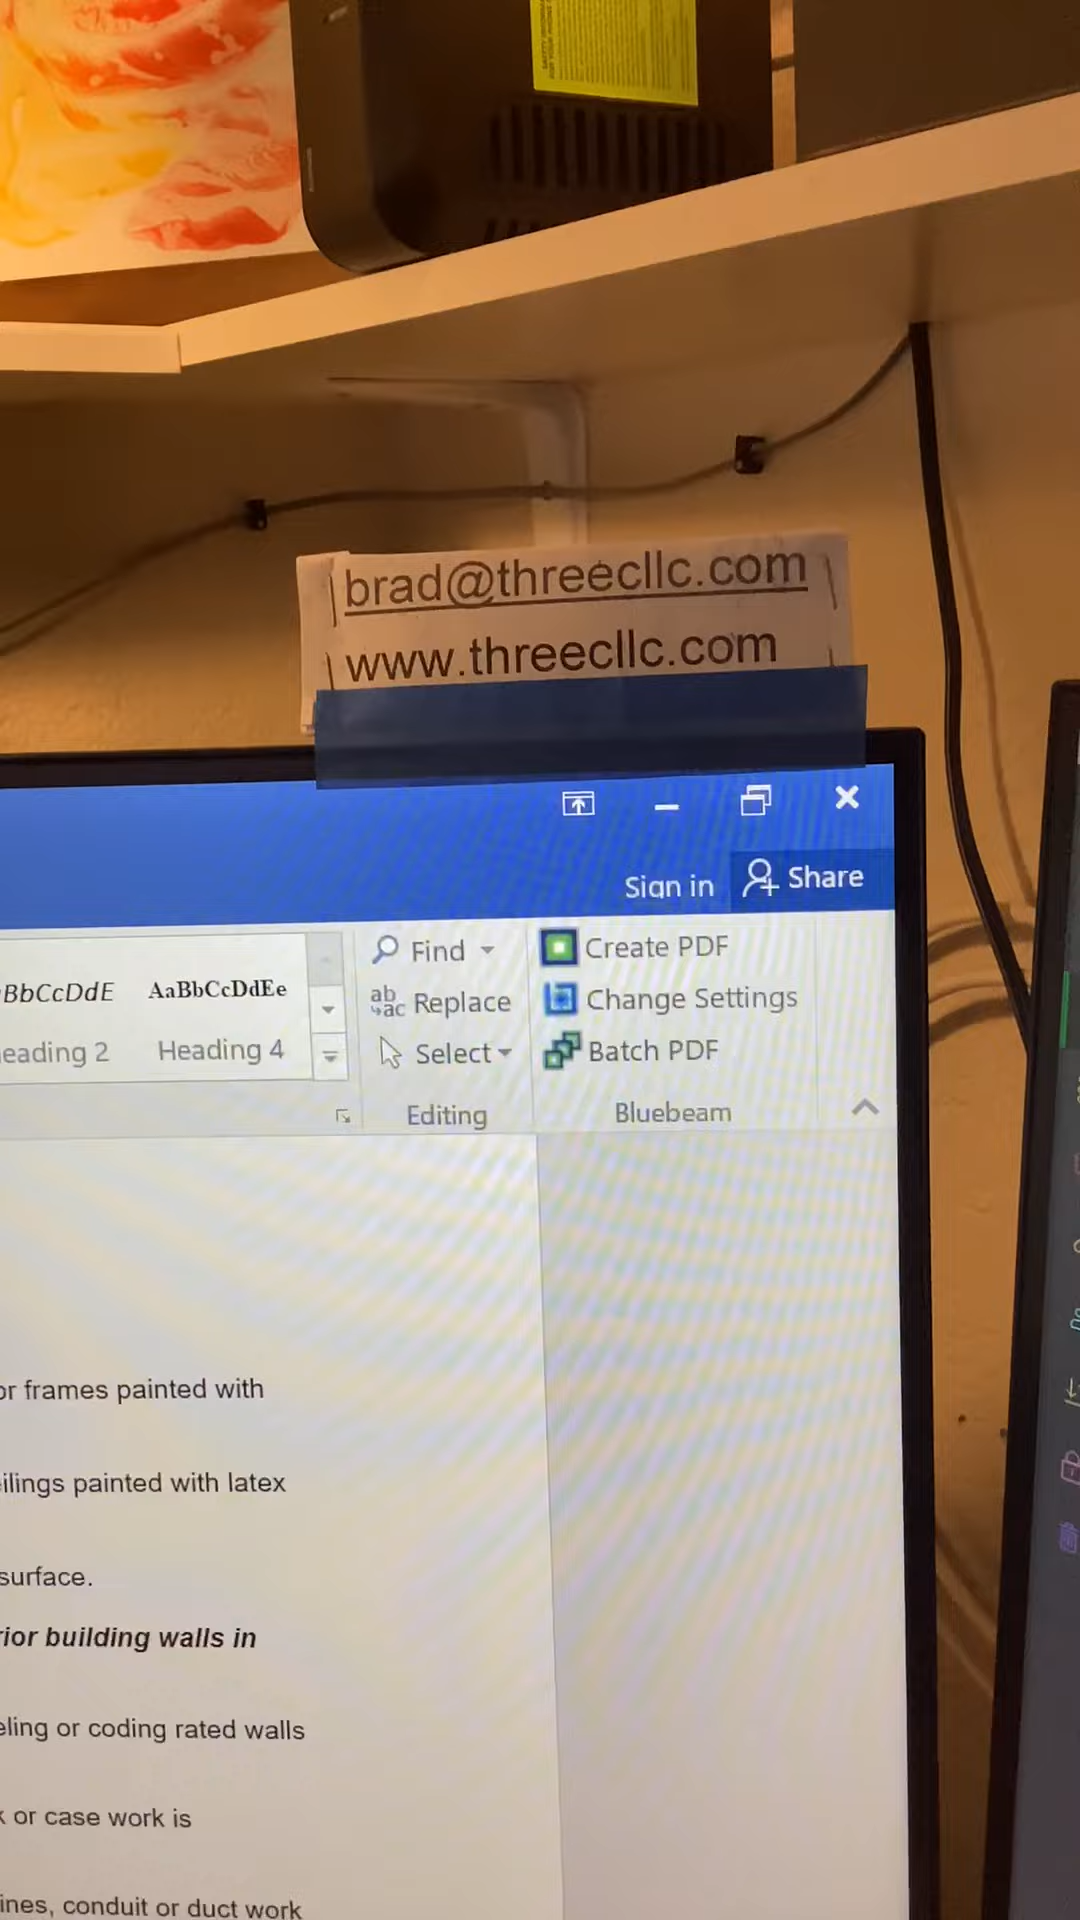 brad@threecllc.com
www.threecllc.com
Sign in
Share
Find
Create PDF
BbCcDdE
AaBbCcDdEe
Replace
Change Settings
eading 2
Heading 4
Select
Batch PDF
Editing
Bluebeam
or frames painted with
eilings painted with latex
surface.
rior building walls in
eling or coding rated walls
k or case work is
ines, conduit or duct work